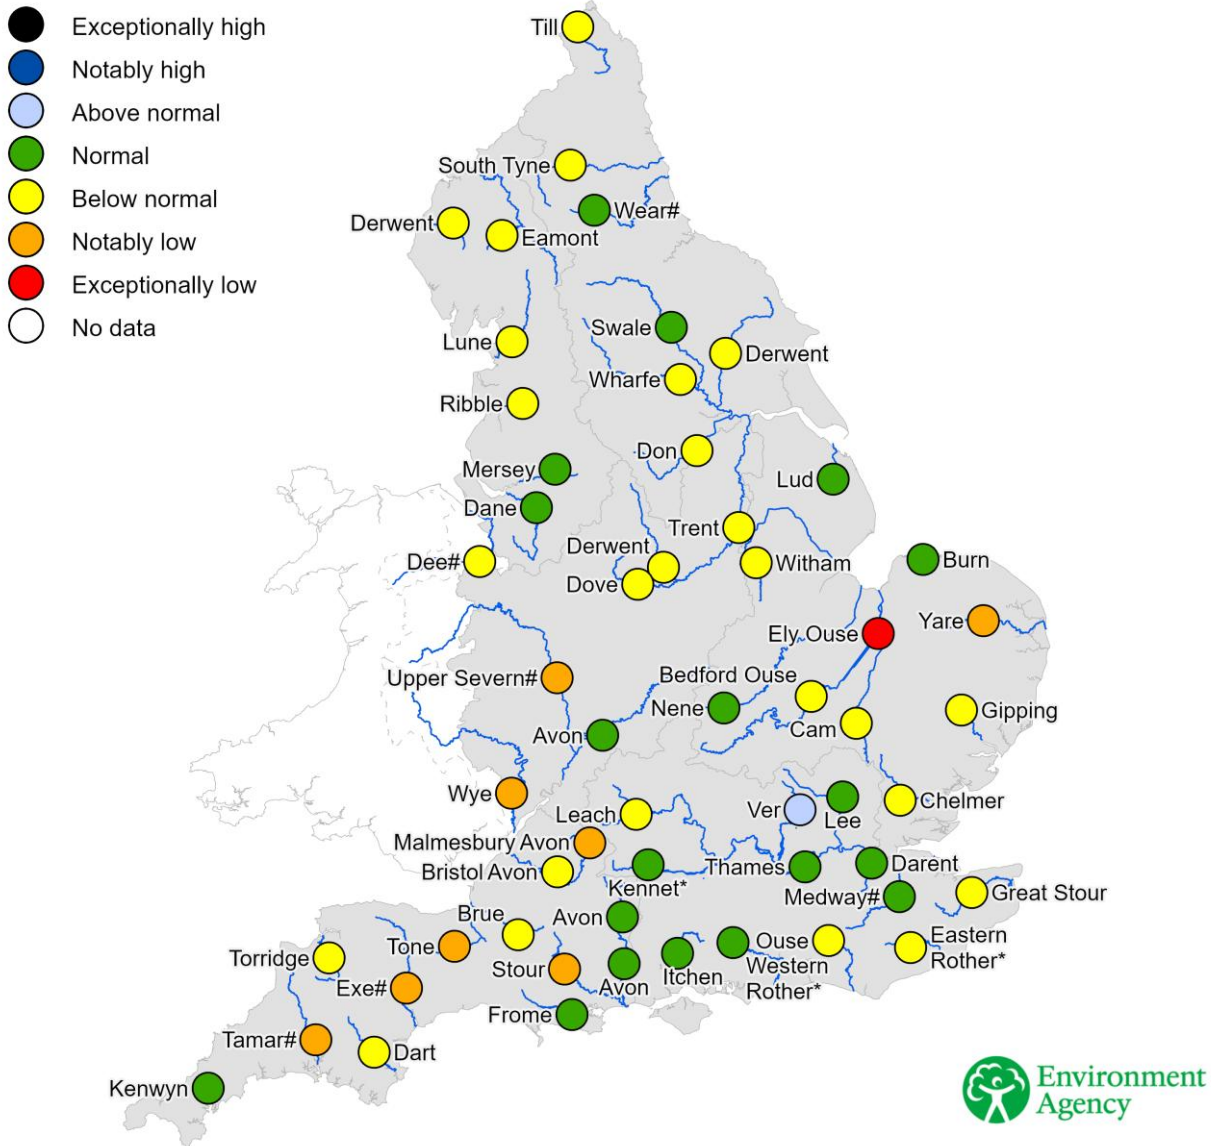 Exceptionally high
Notably high
Above normal
Normal
Below normal
Notably low
Exceptionally low
No data
Till
South Tyne
Wear#
Derwent
Eamont
Swale
Lune
Derwent
Wharfe
Ribble
Don
Mersey
Lud
Dane
Trent
Derwent
Dee#
Witham
Burn
Dove
Yare
Ely Ouse
Bedford Ouse
Upper Severn#
Nene
Gipping
Cam
Avon
Wye
Chelmer
Ver
Leach
Lee
Malmesbury Avon
Darent
Thames
Bristol Avon
Kennet*
Medway#
Great Stour
Brue
Avon
Eastern
Rother*
Ouse
Tone
Western
Rother*
Torridge
Stour
Itchen
Avon
Exe#
Frome
Tamar#
Dart
Kenwyn
Environment
Agency